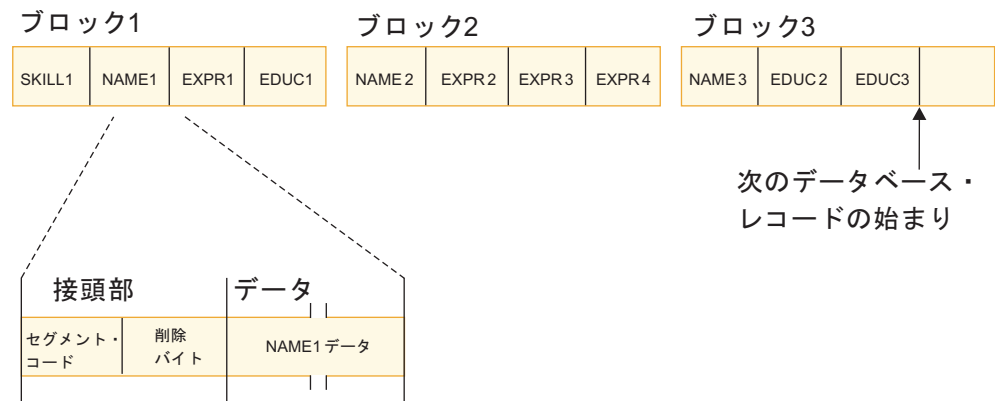 ブロック1 ブロック2 ブロック3
SKILL1 NAME1 EXPR1 EDUC1 NAME2 EXPR2 EXPR3 EXPR4 NAME3 EDUC2 EDUC3
次のデータベース・
レコードの始まり
接頭部 データ
セグメント・
コード
削除
バイト
NAME1データ